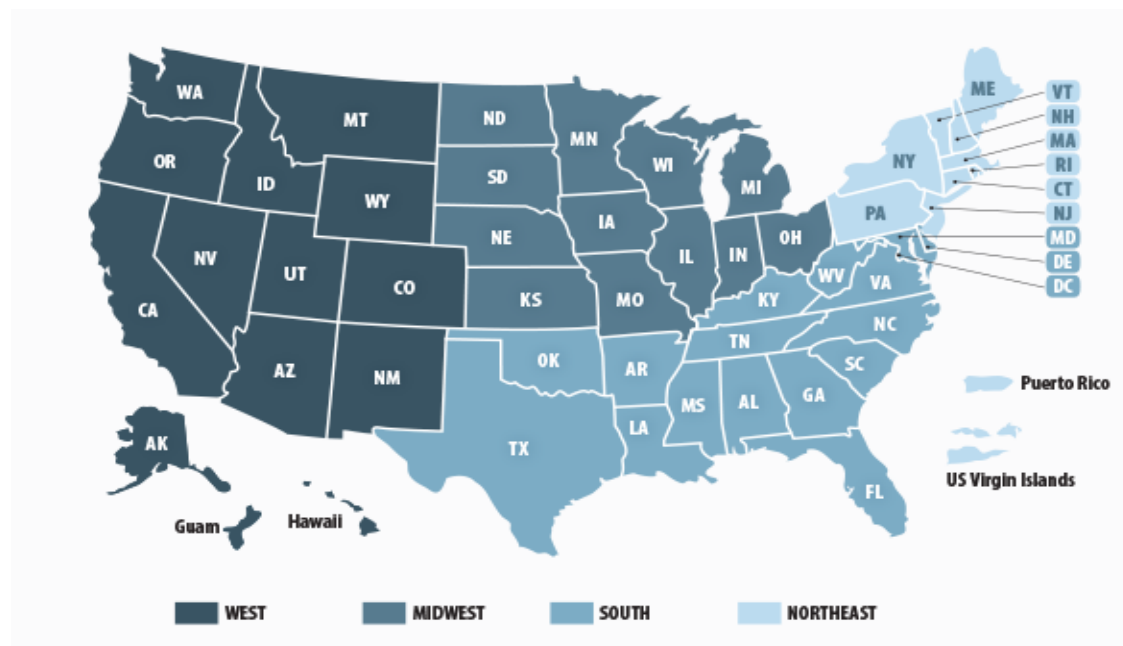 WA
MT
ND
MN
ME
VT
NH
MA
RI
CT
NJ
MD
DE
DC
OR
ID
WY
SD
WI
MI
NY
PA
IA
NE
NV
UT
CO
CA
KS
MO
IL
IN
OH
WV
VA
KY
NC
TN
SC
AZ
NM
OK
AR
MS
AL
GA
LA
TX
FL
Puerto Rico
US Virgin Islands
AK
Guam
Hawaii
WEST
MIDWEST
SOUTH
NORTHEAST